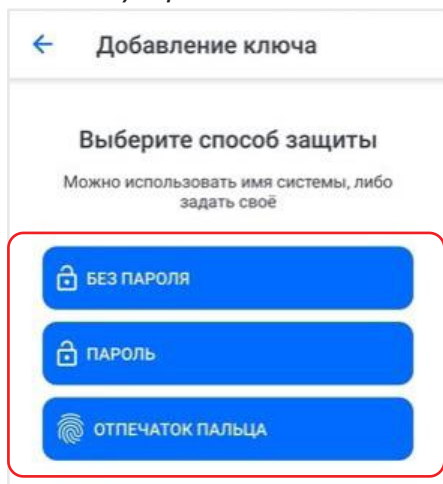 Добавление ключа
Выберите способ защиты
Можно использовать имя системы, либо
задать своё
БЕЗ ПАРОЛЯ
ПАРОЛЬ
ОТПЕЧАТОК ПАЛЬЦА